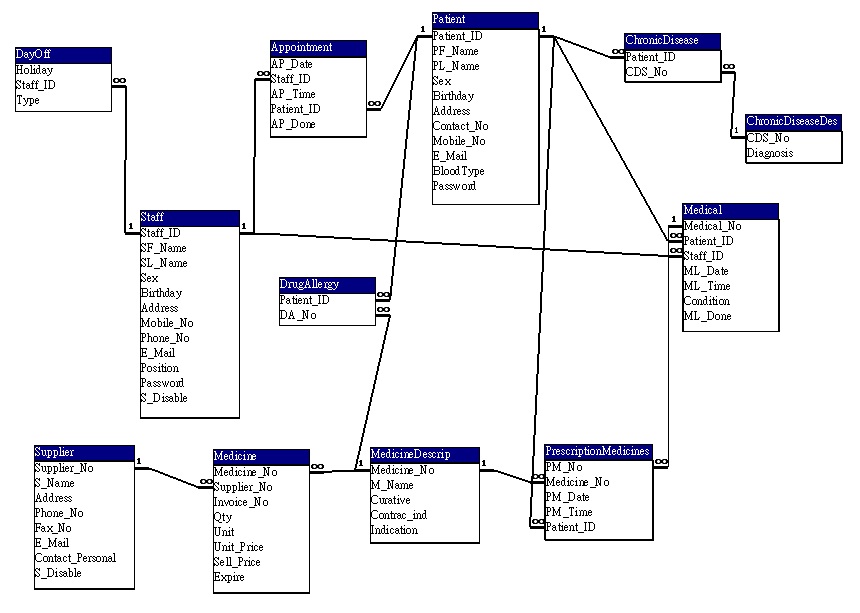 DayOff
Holiday
Staff_ID
Type
∞
Appointment
AP_Date
Staff_ID
AP_Time
Patient_ID
AP_Done
∞
∞
Patient
Patient_ID
PF_Name
PL_Name
Sex
Birthday
Address
Contact_No
Mobile_No
E_Mail
BloodType
Password
1
1
ChronicDisease
Patient_ID
CDS_No
∞
∞
ChronicDiseaseDes
CDS_No
Diagnosis
1
Staff
Staff_ID
SF_Name
SL_Name
Sex
Birthday
Address
Mobile_No
Phone_No
E_Mail
Position
Password
S_Disable
1
1
DrugAllergy
Patient_ID
DA_No
∞
∞
Medical
Medical_No
Patient_ID
Staff_ID
ML_Date
ML_Time
Condition
ML_Done
1
∞
∞
Supplier
Supplier_No
S_Name
Address
Phone_No
Fax_No
E_Mail
Contact_Personal
S_Disable
1
Medicine
Medicine_No
Supplier_No
Invoice_No
Qty
Unit
Unit_Price
Sell_Price
Expire
∞
∞
MedicineDescrip
Medicine_No
M_Name
Curative
Contrac_ind
Indication
1
1
PrescriptionMedicines
PM_No
Medicine_No
PM_Date
PM_Time
Patient_ID
∞
∞
∞